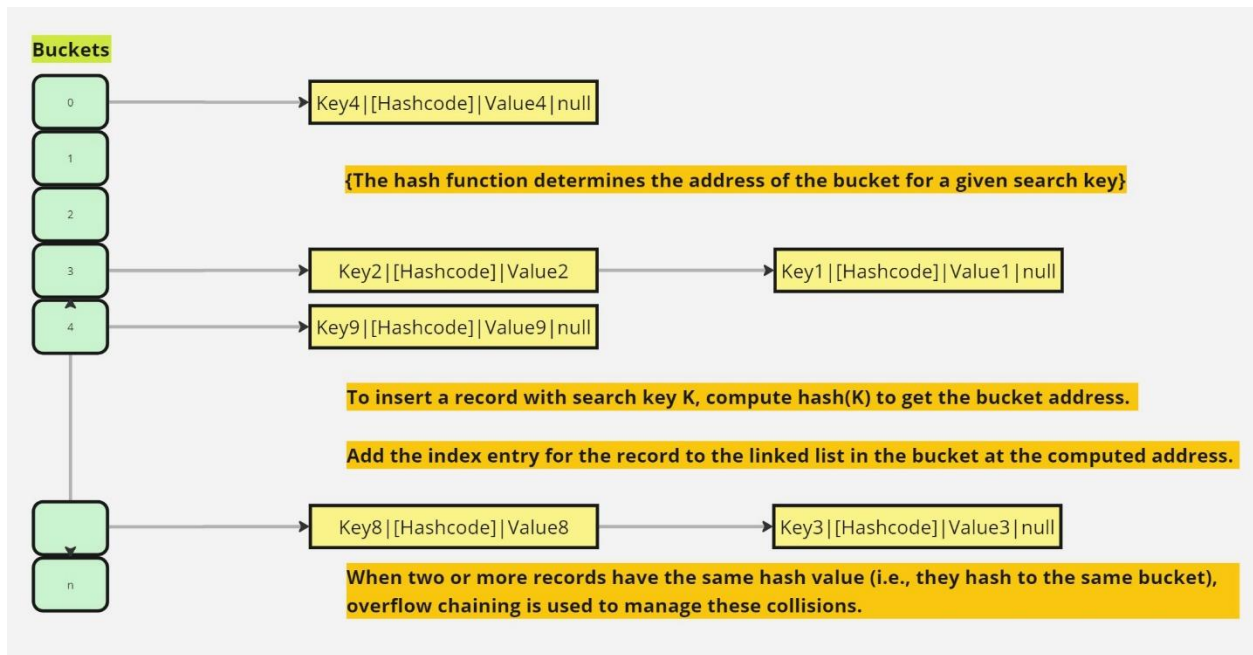 Buckets
0
Key4|[Hashcode]|Value4|null
1
{The hash function determines the address of the bucket for a given search key}
2
3
Key2|[Hashcode]|Value2
Key1|[Hashcode]|Value1|null
4
Key9|[Hashcode]|Value9|null
To insert a record with search key K, compute hash(K) to get the bucket address.
Add the index entry for the record to the linked list in the bucket at the computed address.
Key8|[Hashcode]|Value8
Key3|[Hashcode]|Value3|null
n
When two or more records have the same hash value (i.e., they hash to the same bucket),
overflow chaining is used to manage these collisions.